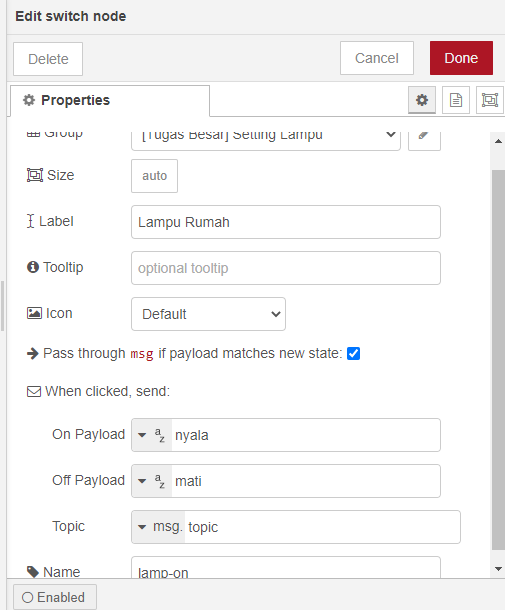 Edit switch node
Delete
Cancel
Done
Properties
Group
[Tugas Besar] Setting Lampu
Size
auto
Label
Lampu Rumah
Tooltip
optional tooltip
Icon
Default
Pass through msg if payload matches new state:
When clicked, send:
On Payload
a z
nyala
Off Payload
a z
mati
Topic
msg. topic
Name
lamp-on
Enabled